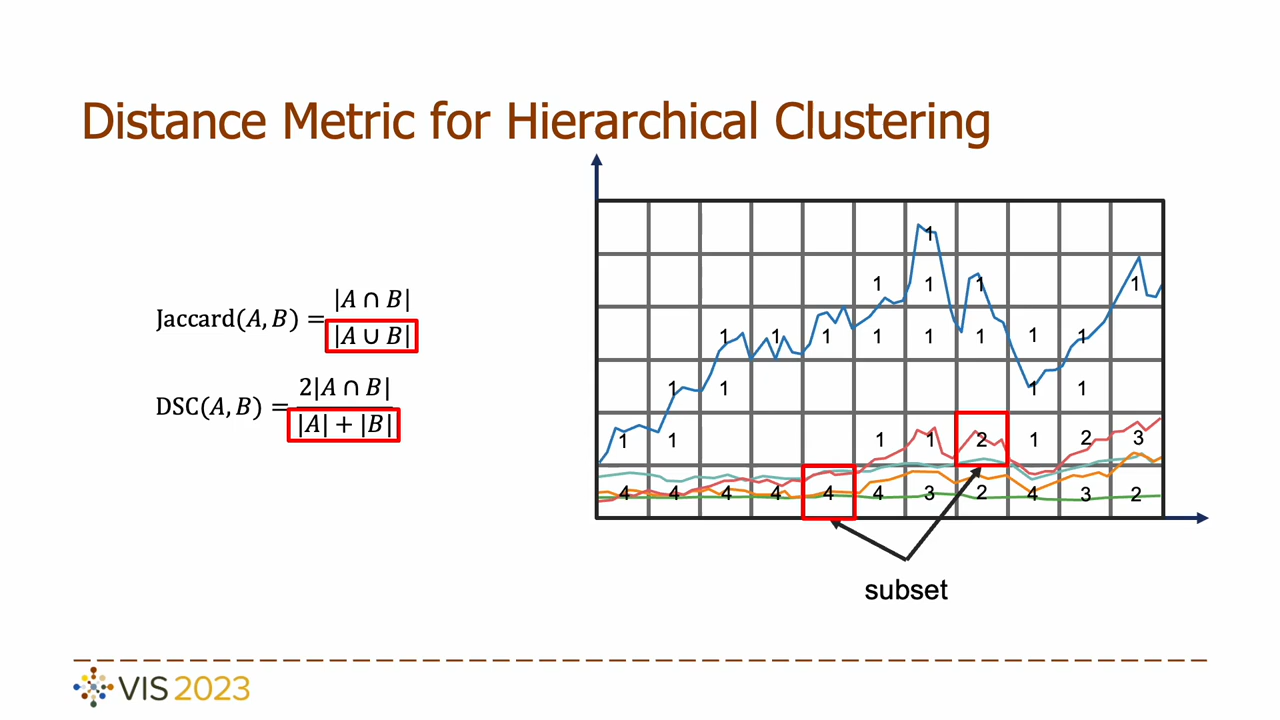 Distance Metric for Hierarchical Clustering
Jaccard(A, B) = |A ∩ B|
|A ∪ B|
DSC(A, B) = 2|A ∩ B|
|A| + |B|
1
1 1 1 1
1 1 1 1 1 1 1 1
1 1 1 1
1 1 1 1 2 1 2 3
4 4 4 4 4 4 3 2 4 3 2
subset
VIS 2023